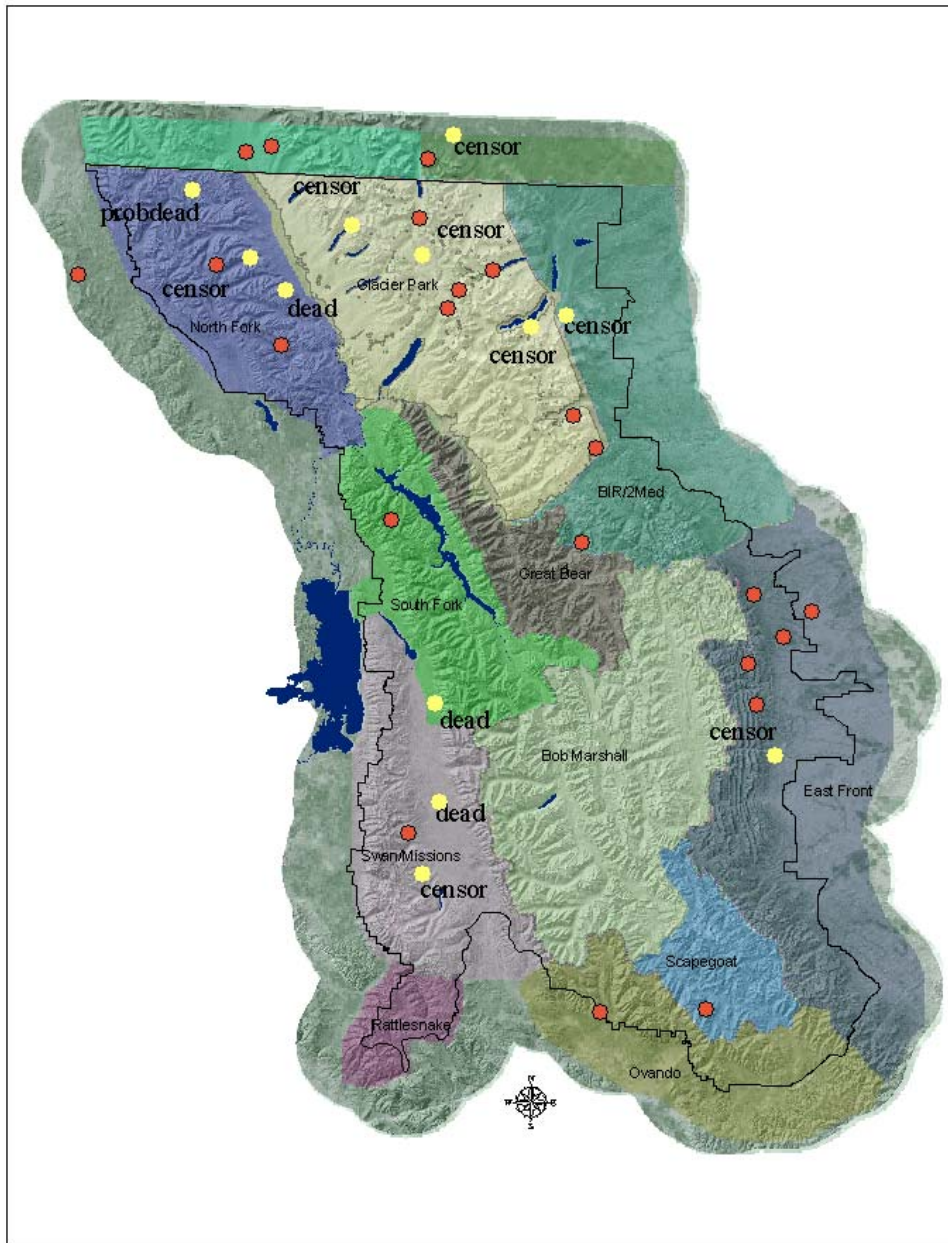 censor
censor
probdead
censor
Glacier Park
censor
dead
North Fork
censor
censor
BIR/2Med
Great Bear
South Fork
dead
censor
Bob Marshall
East Front
dead
Swan/Missions
censor
Scapegoat
Rattlesnake
Ovando
N
W
E
S